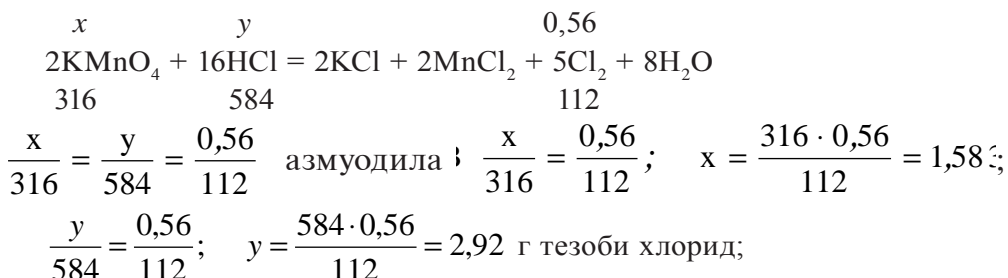 x y 0,56
2KMnO₄ + 16HCl = 2KCl + 2MnCl₂ + 5Cl₂ + 8H₂O
316 584 112
x/316 = y/584 = 0,56/112 азмуодила x/316 = 0,56/112; x = (316 · 0,56)/112 = 1,58
y/584 = 0,56/112; y = (584 · 0,56)/112 = 2,92 г тезоби хлорид;